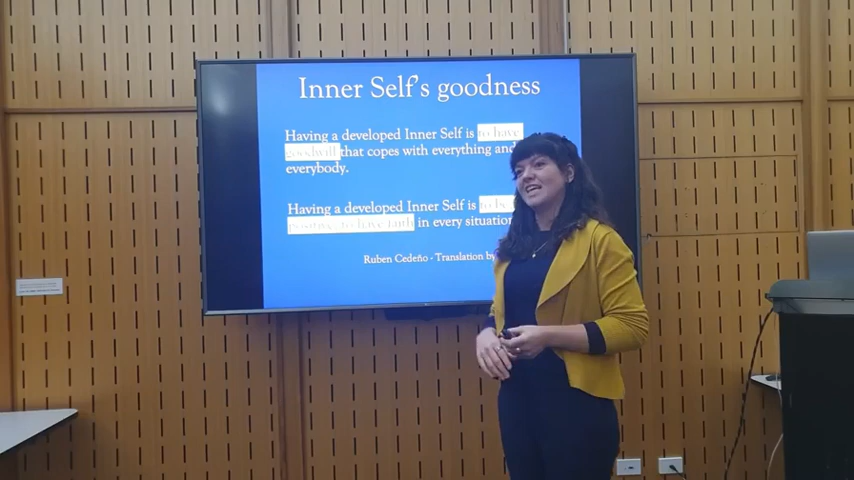 Inner Self's goodness
Having a developed Inner Self is to have
goodwill that copes with everything and
everybody.
Having a developed Inner Self is to be
positive, to have faith in every situation
Ruben Cedeño - Translation by